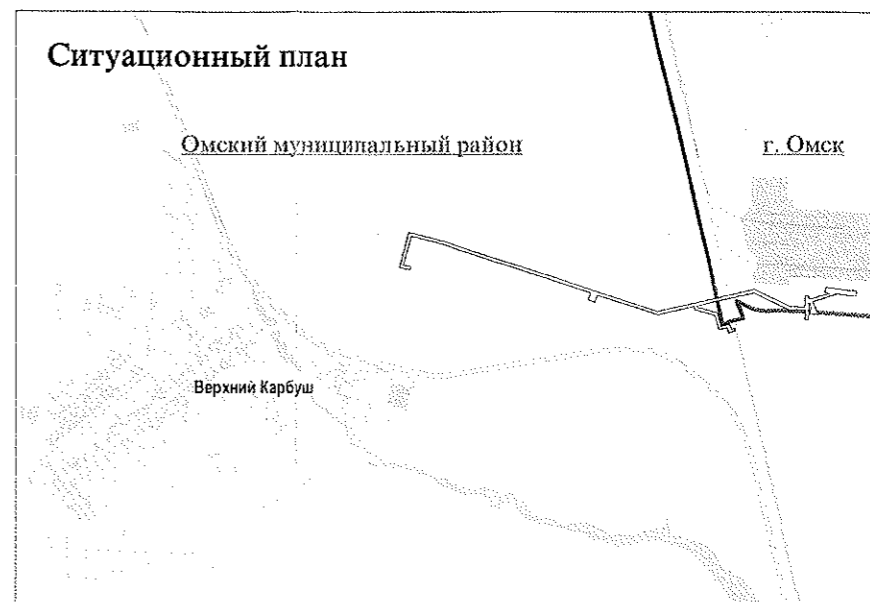 Ситуационный план
Омский муниципальный район
г. Омск
Верхний Карбуш